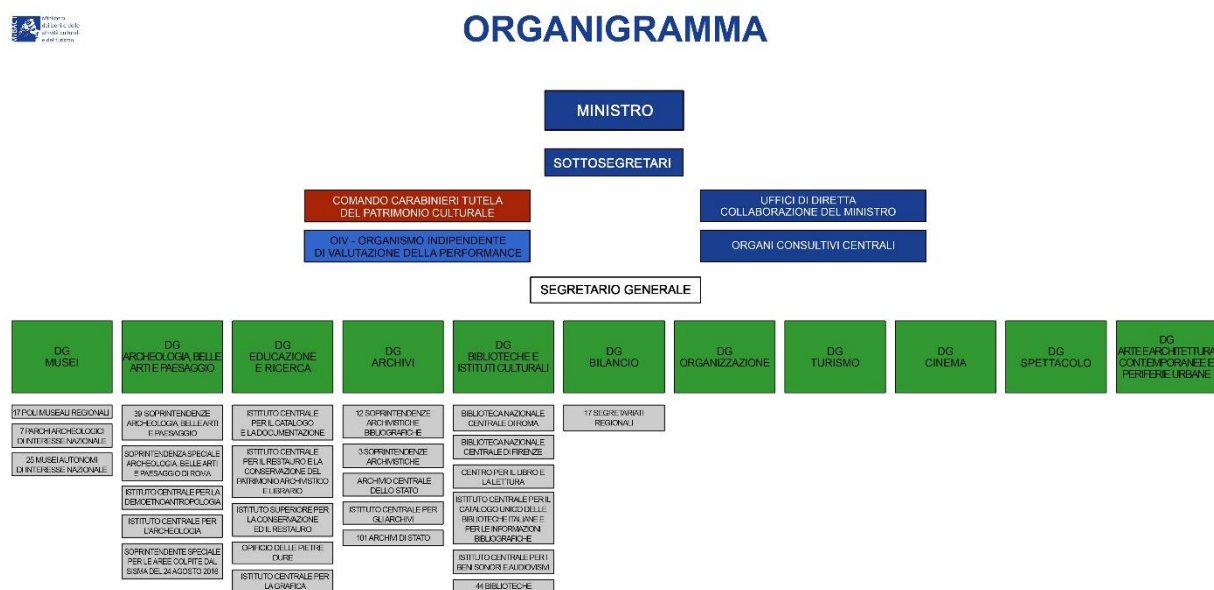 MiBACT
Ministero
dei beni e delle
attività culturali
e del turismo
ORGANIGRAMMA
MINISTRO
SOTTOSEGRETARI
COMANDO CARABINIERI TUTELA
DEL PATRIMONIO CULTURALE
UFFICI DI DIRETTA
COLLABORAZIONE DEL MINISTRO
OIV - ORGANISMO INDIPENDENTE
DI VALUTAZIONE DELLA PERFORMANCE
ORGANI CONSULTIVI CENTRALI
SEGRETARIO GENERALE
DG
MUSEI
DG
ARCHEOLOGIA, BELLE
ARTI E PAESAGGIO
DG
EDUCAZIONE
E RICERCA
DG
ARCHIVI
DG
BIBLIOTECHE E
ISTITUTI CULTURALI
DG
BILANCIO
DG
ORGANIZZAZIONE
DG
TURISMO
DG
CINEMA
DG
SPETTACOLO
DG
ARTE E ARCHITETTURA
CONTEMPORANEE E
PERIFERIE URBANE
17 POLI MUSEALI REGIONALI
7 PARCHI ARCHEOLOGICI
DI INTERESSE NAZIONALE
25 MUSEI AUTONOMI
DI INTERESSE NAZIONALE
39 SOPRINTENDENZE
ARCHEOLOGIA, BELLE ARTI
E PAESAGGIO
SOPRINTENDENZA SPECIALE
ARCHEOLOGIA, BELLE ARTI
E PAESAGGIO DI ROMA
ISTITUTO CENTRALE PER LA
DEMOETNOANTROPOLOGIA
ISTITUTO CENTRALE PER
L'ARCHEOLOGIA
SOPRINTENDENTE SPECIALE
PER LE AREE COLPITE DAL
SISMA DEL 24 AGOSTO 2016
ISTITUTO CENTRALE
PER IL CATALOGO
E LA DOCUMENTAZIONE
ISTITUTO CENTRALE
PER IL RESTAURO E LA
CONSERVAZIONE DEL
PATRIMONIO ARCHIVISTICO
E LIBRARIO
ISTITUTO SUPERIORE PER
LA CONSERVAZIONE
ED IL RESTAURO
OPIFICIO DELLE PIETRE
DURE
ISTITUTO CENTRALE PER
LA GRAFICA
12 SOPRINTENDENZE
ARCHIVISTICHE
BIBLIOGRAFICHE
3 SOPRINTENDENZE
ARCHIVISTICHE
ARCHIVIO CENTRALE
DELLO STATO
ISTITUTO CENTRALE PER
GLI ARCHIVI
101 ARCHIVI DI STATO
BIBLIOTECA NAZIONALE
CENTRALE DI ROMA
BIBLIOTECA NAZIONALE
CENTRALE DI FIRENZE
CENTRO PER IL LIBRO E
LA LETTURA
ISTITUTO CENTRALE PER IL
CATALOGO UNICO DELLE
BIBLIOTECHE ITALIANE E
PER LE INFORMAZIONI
BIBLIOGRAFICHE
ISTITUTO CENTRALE PER I
BENI SONORI E AUDIOVISIVI
44 BIBLIOTECHE
17 SEGRETARIATI
REGIONALI